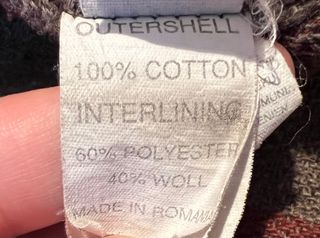 OUTERSHELL
100% COTTON
INTERLINING
60% POLYESTER
40% WOLL
MADE IN ROMANIA